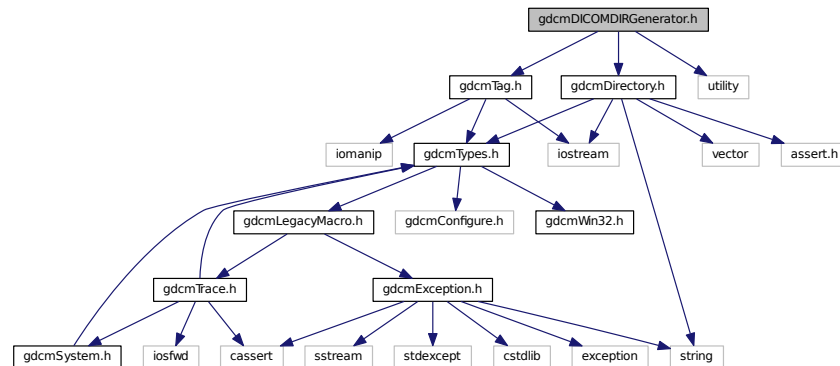 gdcmDICOMDIRGenerator.h
gdcmTag.h
gdcmDirectory.h
utility
iomanip
gdcmTypes.h
iostream
vector
assert.h
gdcmLegacyMacro.h
gdcmConfigure.h
gdcmWin32.h
gdcmTrace.h
gdcmException.h
gdcmSystem.h
iosfwd
cassert
sstream
stdexcept
cstdlib
exception
string